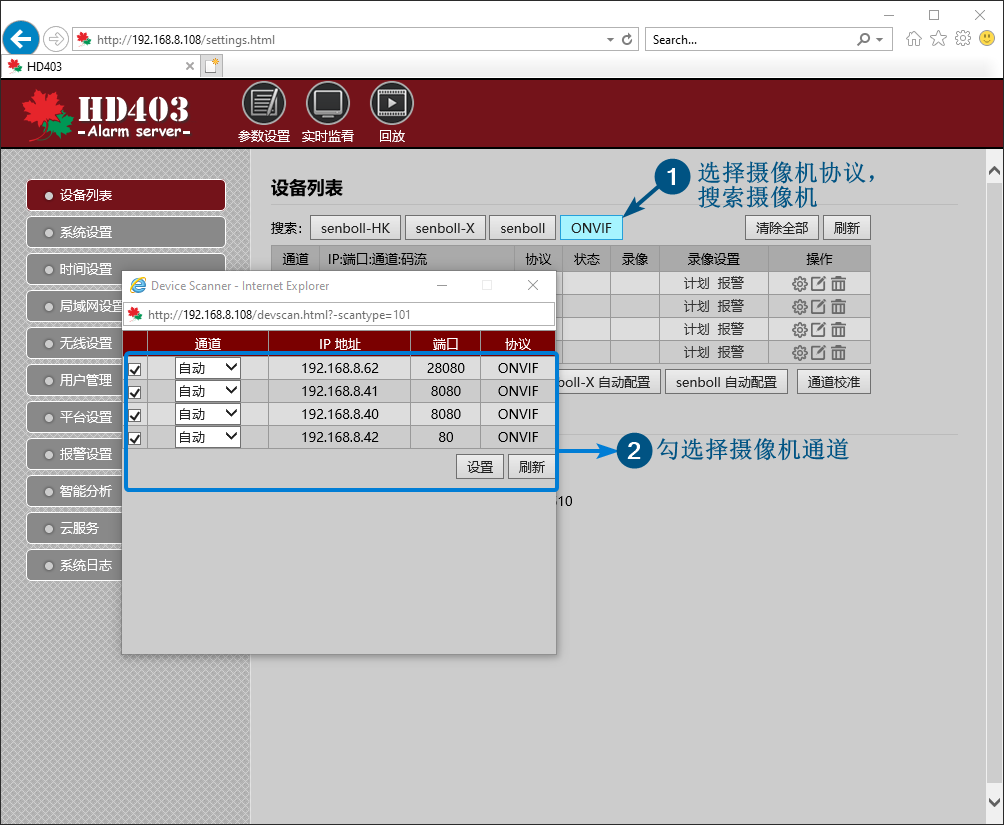 http://192.168.8.108/settings.html
Search...
HD403
HD403
-Alarm server-
参数设置 实时监看 回放
设备列表
系统设置
时间设置
局域网设置
无线设置
用户管理
平台设置
报警设置
智能分析
云服务
系统日志
设备列表
1 选择摄像机协议，
搜索摄像机
搜索: senboll-HK senboll-X senboll ONVIF 清除全部 刷新
通道 IP:端口:通道:码流 协议 状态 录像 录像设置 操作
计划 报警
计划 报警
计划 报警
计划 报警
boll-X 自动配置 senboll 自动配置 通道校准
Device Scanner - Internet Explorer
http://192.168.8.108/devscan.html?-scantype=101
通道 IP 地址 端口 协议
自动 192.168.8.62 28080 ONVIF
自动 192.168.8.41 8080 ONVIF
自动 192.168.8.40 8080 ONVIF
自动 192.168.8.42 80 ONVIF
设置 刷新
2 勾选择摄像机通道
10